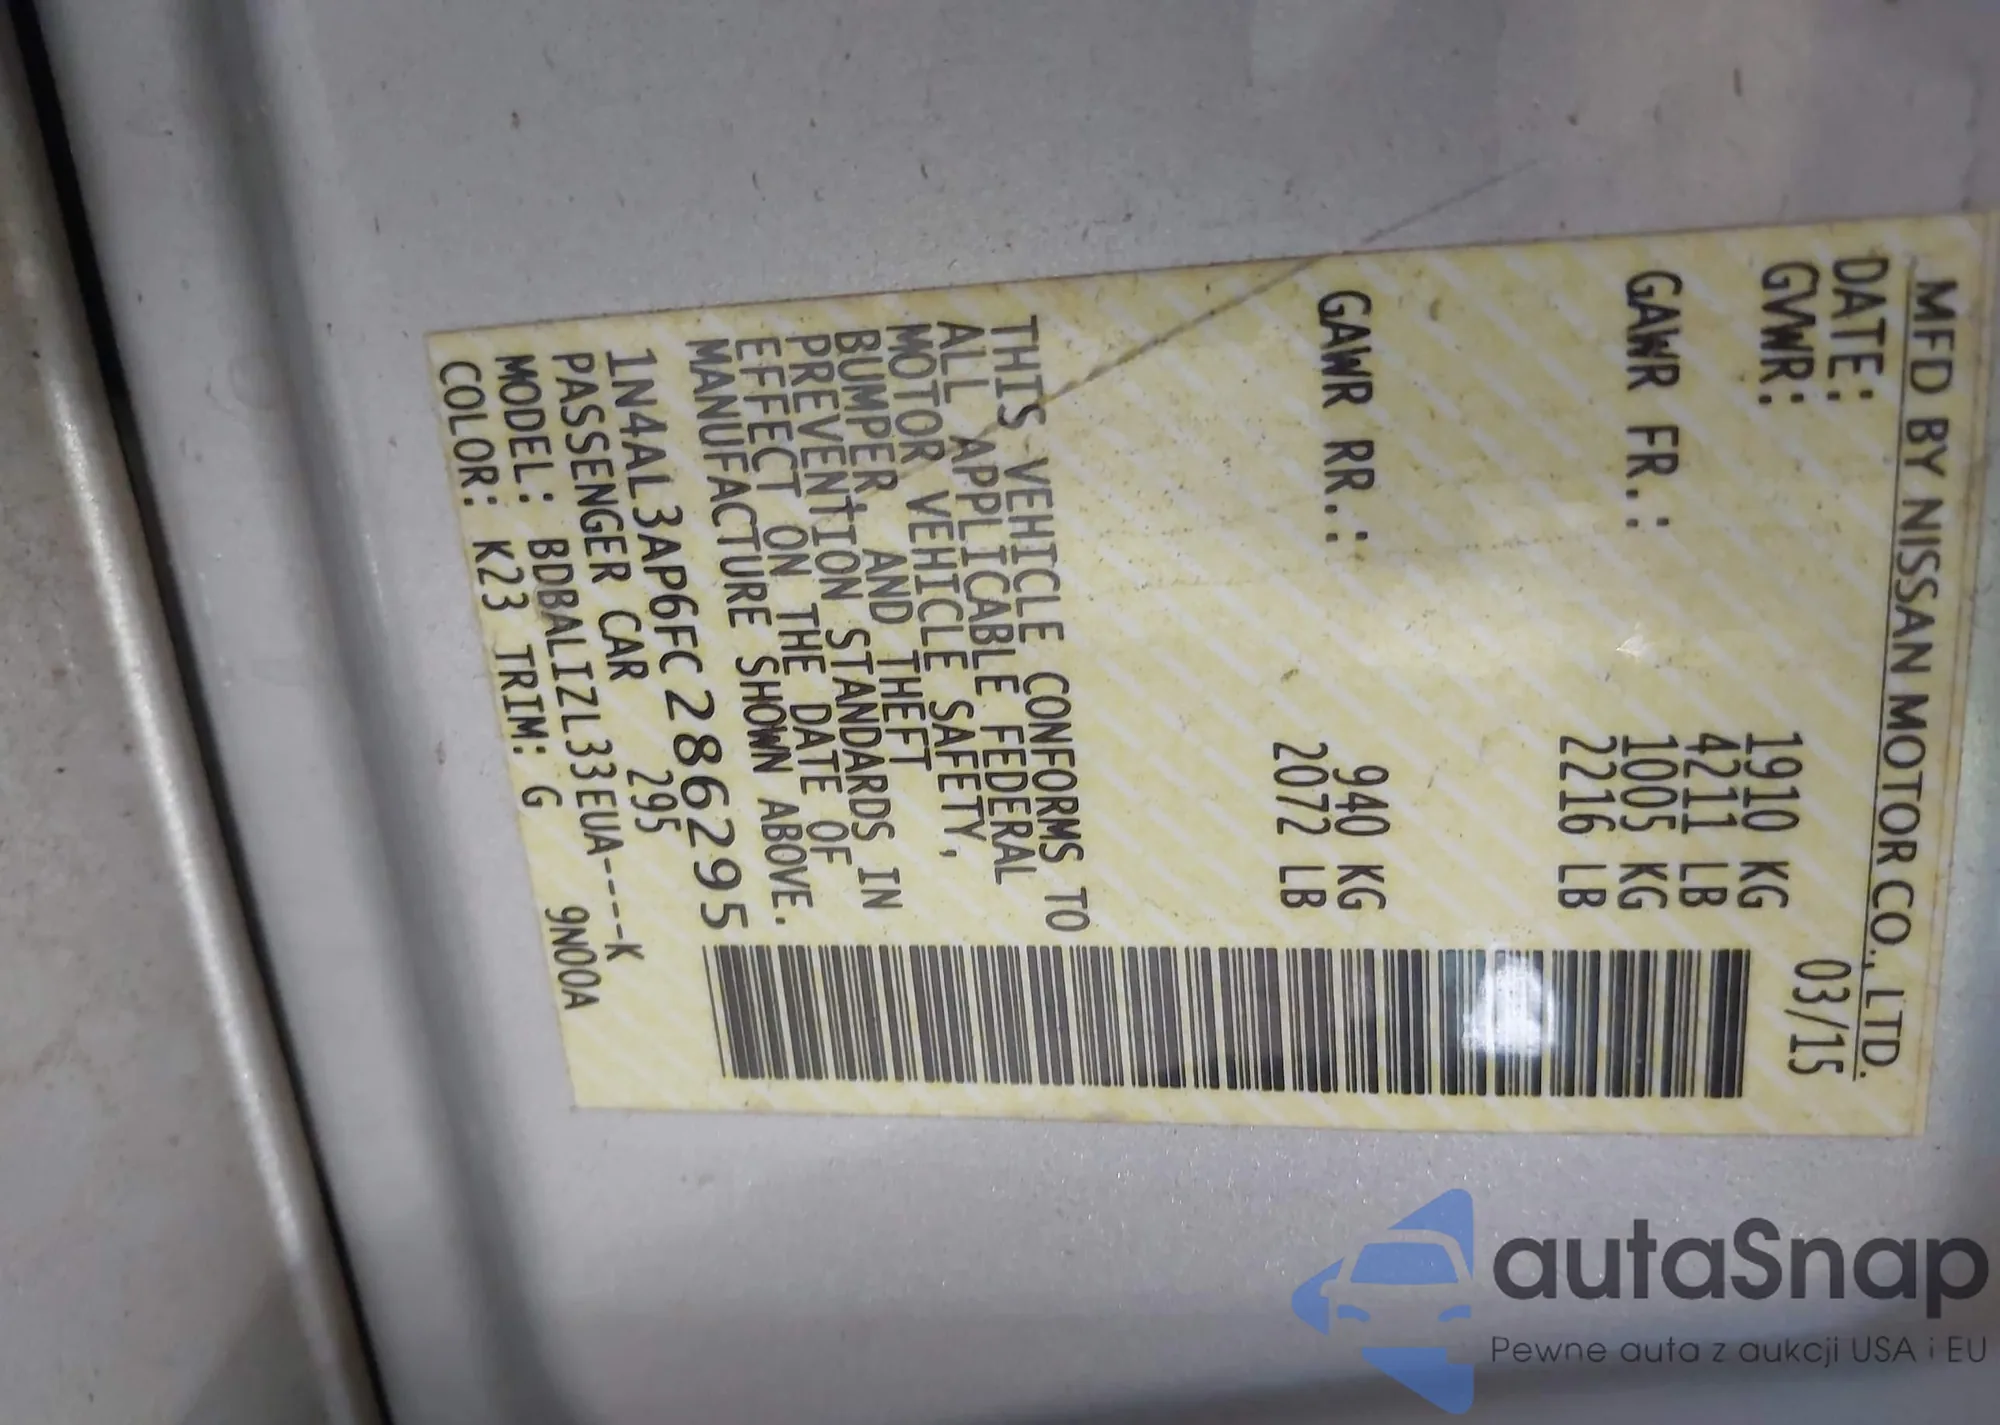 MFD BY NISSAN MOTOR CO., LTD.
DATE: 03/15
GVWR: 1910 KG
4211 LB
GAWR FR.: 1005 KG
2216 LB
GAWR RR.: 940 KG
2072 LB
THIS VEHICLE CONFORMS TO
ALL APPLICABLE FEDERAL
MOTOR VEHICLE SAFETY,
BUMPER AND THEFT
PREVENTION STANDARDS IN
EFFECT ON THE DATE OF
MANUFACTURE SHOWN ABOVE.
1N4AL3AP6FC286295
PASSENGER CAR 295
MODEL: BDBALIZL33EUA----K
COLOR: K23 TRIM: G 9N00A
autaSnap
Pewne auta z aukcji USA i EU